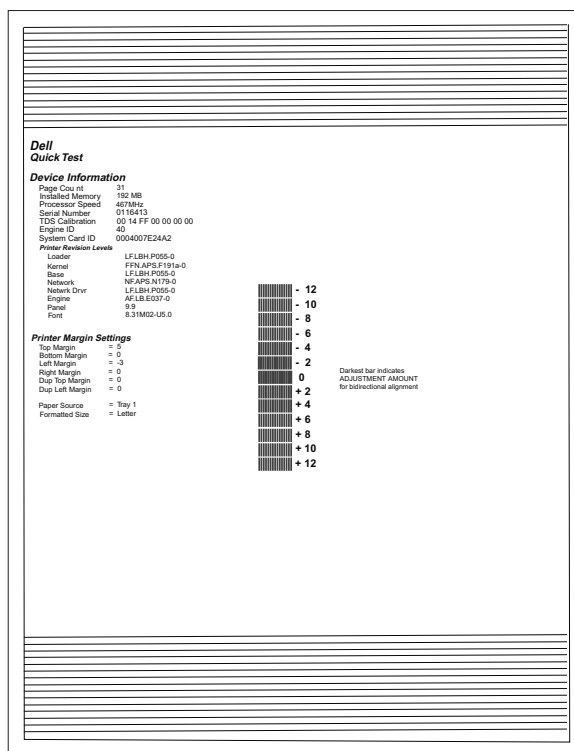 Dell
Quick Test
Device Information
Page Cou nt 31
Installed Memory 192 MB
Processor Speed 467MHz
Serial Number 0116413
TDS Calibration 00 14 FF 00 00 00 00
Engine ID 40
System Card ID 0004007E24A2
Printer Revision Levels
Loader LF.LBH.P055-0
Kernel FFN.APS.F191a-0
Base LF.LBH.P055-0
Network NF.APS.N179-0
Netwrk Drvr LF.LBH.P055-0
Engine AF.LB.E037-0
Panel 9.9
Font 8.31M02-U5.0
Printer Margin Settings
Top Margin = 5
Bottom Margin = 0
Left Margin = -3
Right Margin = 0
Dup Top Margin = 0
Dup Left Margin = 0
Paper Source = Tray 1
Formatted Size = Letter
- 12
- 10
- 8
- 6
- 4
- 2
0
+ 2
+ 4
+ 6
+ 8
+ 10
+ 12
Darkest bar indicates
ADJUSTMENT AMOUNT
for bidirectional alignment